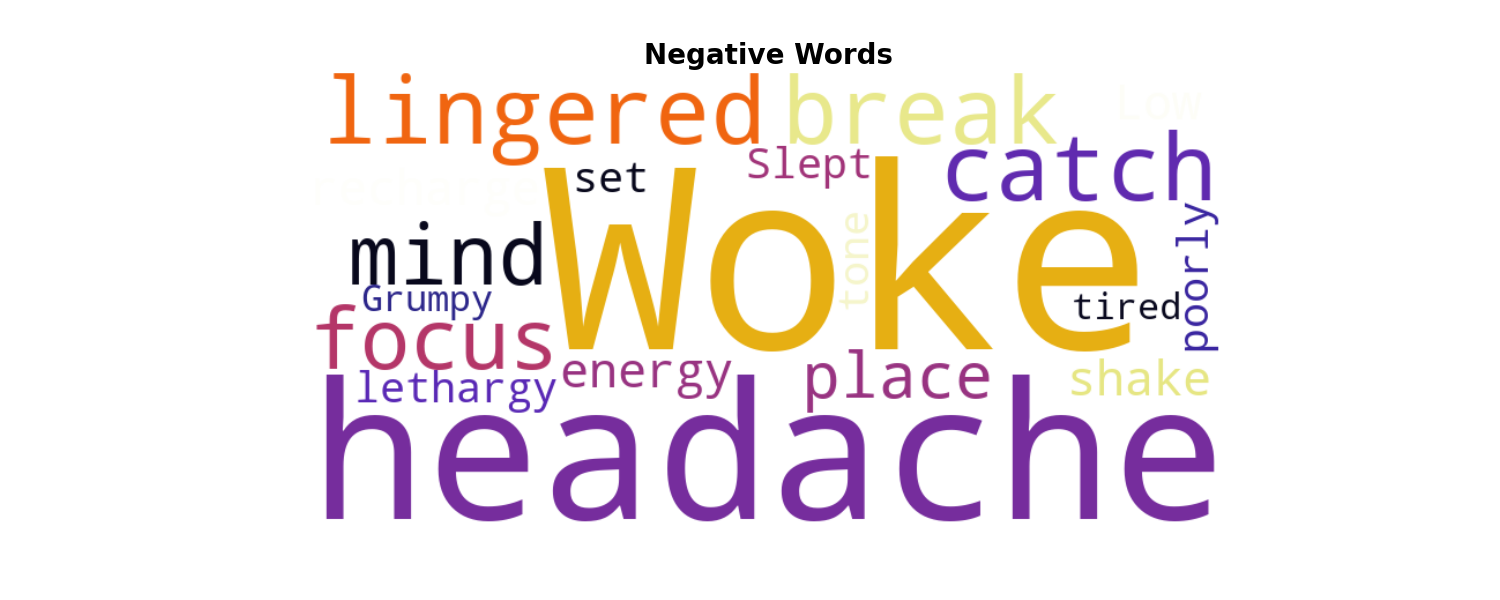 Negative Words
lingered
break
Low
catch
Slept
set
recharge
Woke
mind
tone
poorly
Grumpy
tired
focus
energy
place
shake
lethargy
headache